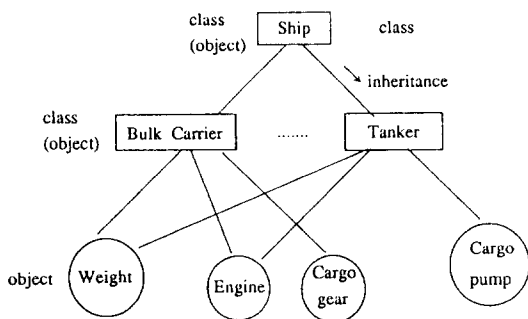 class
(object)
Ship
class
inheritance
class
(object)
Bulk Carrier
.......
Tanker
object
Weight
Engine
Cargo
gear
Cargo
pump